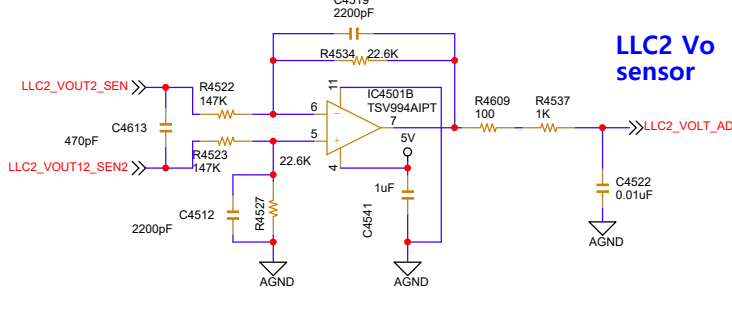 C4519
2200pF
R4534 22.6K
LLC2 Vo
sensor
LLC2_VOUT2_SEN
R4522
147K
11
IC4501B
TSV994AIPT
6
7
5
4
R4609
100
R4537
1K
LLC2_VOLT_AD
C4613
470pF
R4523
147K
LLC2_VOUT12_SEN2
22.6K
5V
1uF
C4541
C4512
2200pF
R4527
C4522
0.01uF
AGND
AGND
AGND